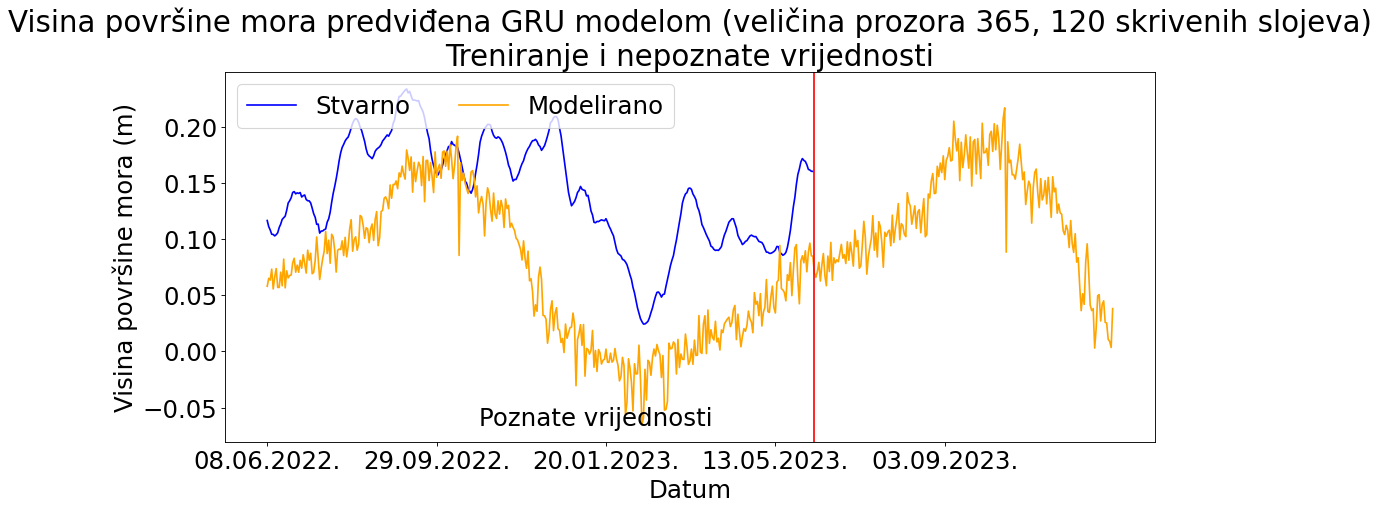 Visina površine mora predviđena GRU modelom (veličina prozora 365, 120 skrivenih slojeva)
Treniranje i nepoznate vrijednosti
Stvarno
Modelirano
Visina površine mora (m)
0.20
0.15
0.10
0.05
0.00
−0.05
Poznate vrijednosti
08.06.2022.
29.09.2022.
20.01.2023.
13.05.2023.
03.09.2023.
Datum